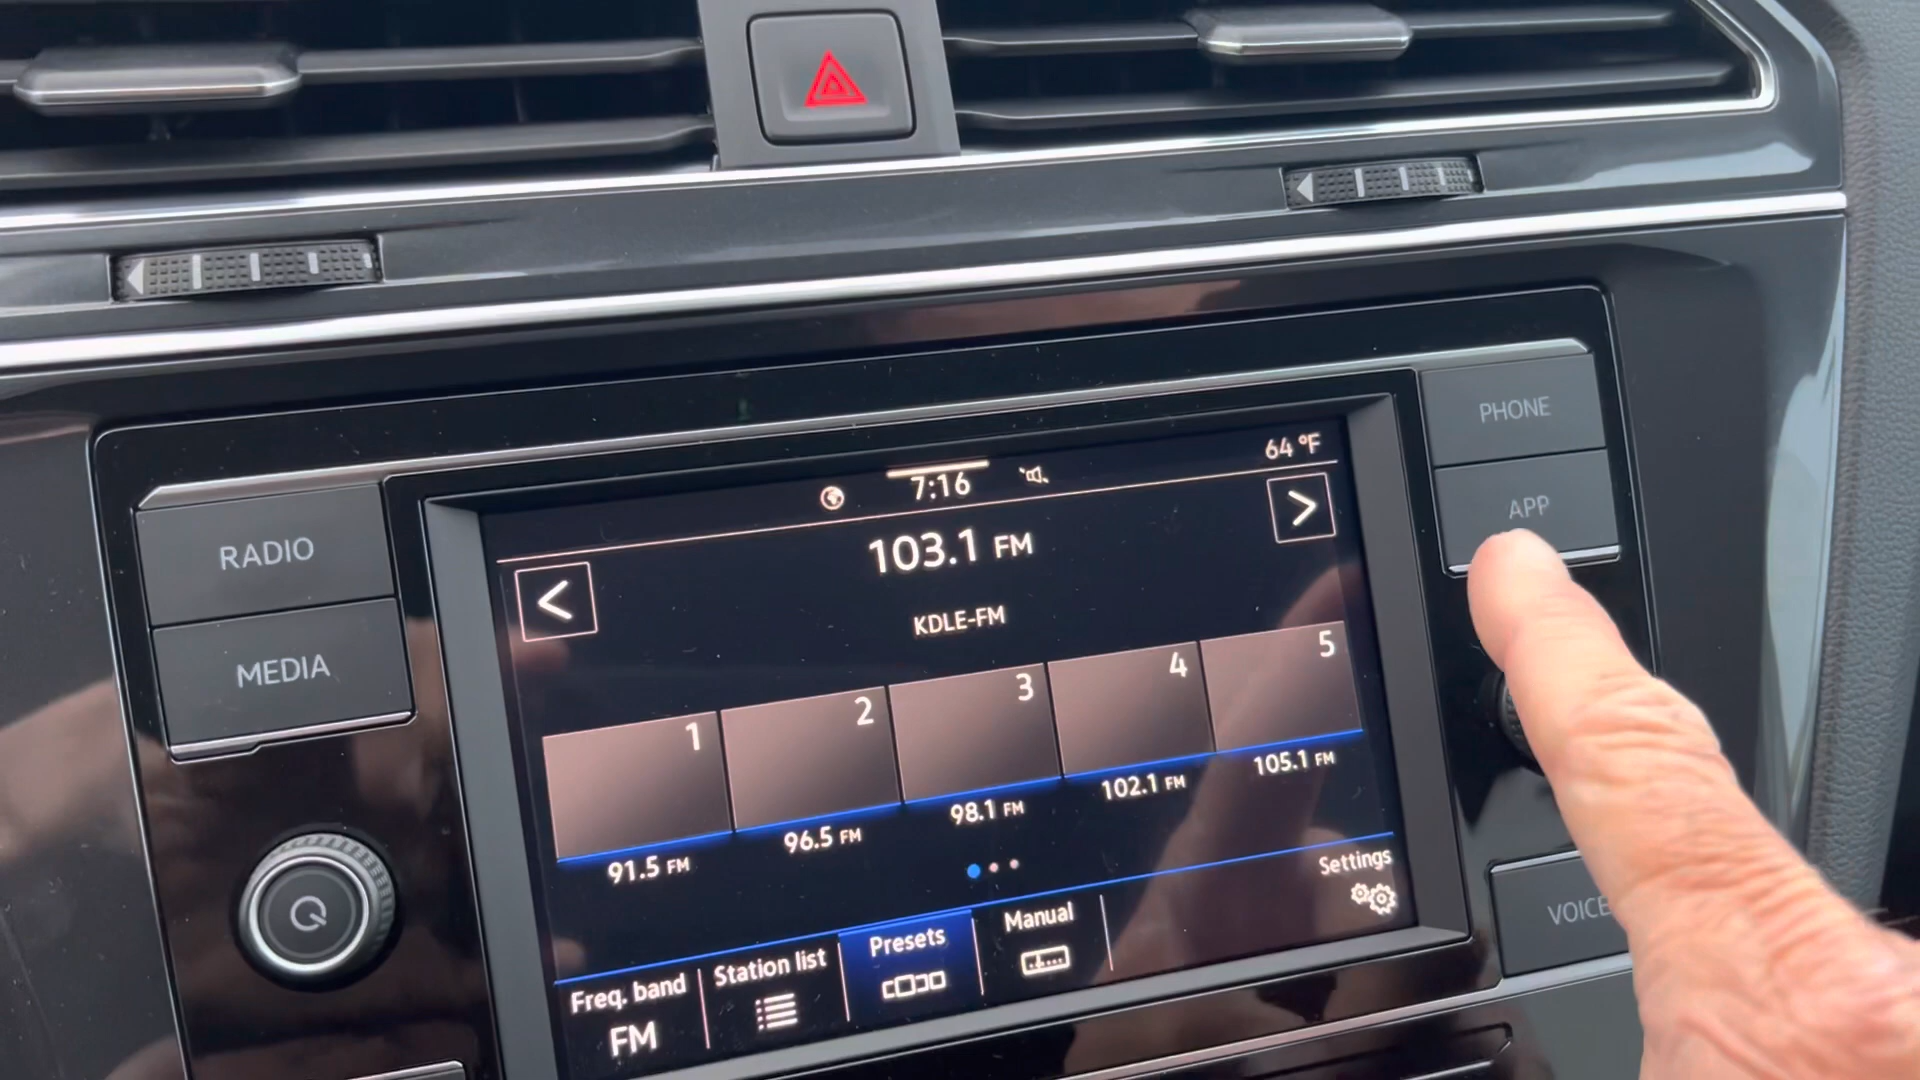 PHONE
64 °F
7:16
APP
103.1 FM
RADIO
KDLE-FM
MEDIA
1
2
3
4
5
91.5 FM
96.5 FM
98.1 FM
102.1 FM
105.1 FM
Settings
VOICE
Freq. band
FM
Station list
Presets
Manual